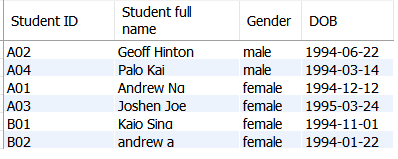 Student ID Student full name Gender DOB
A02 Geoff Hinton male 1994-06-22
A04 Palo Kai male 1994-03-14
A01 Andrew Ng female 1994-12-12
A03 Joshen Joe female 1995-03-24
B01 Kaio Sing female 1994-11-01
B02 andrew a female 1994-01-22